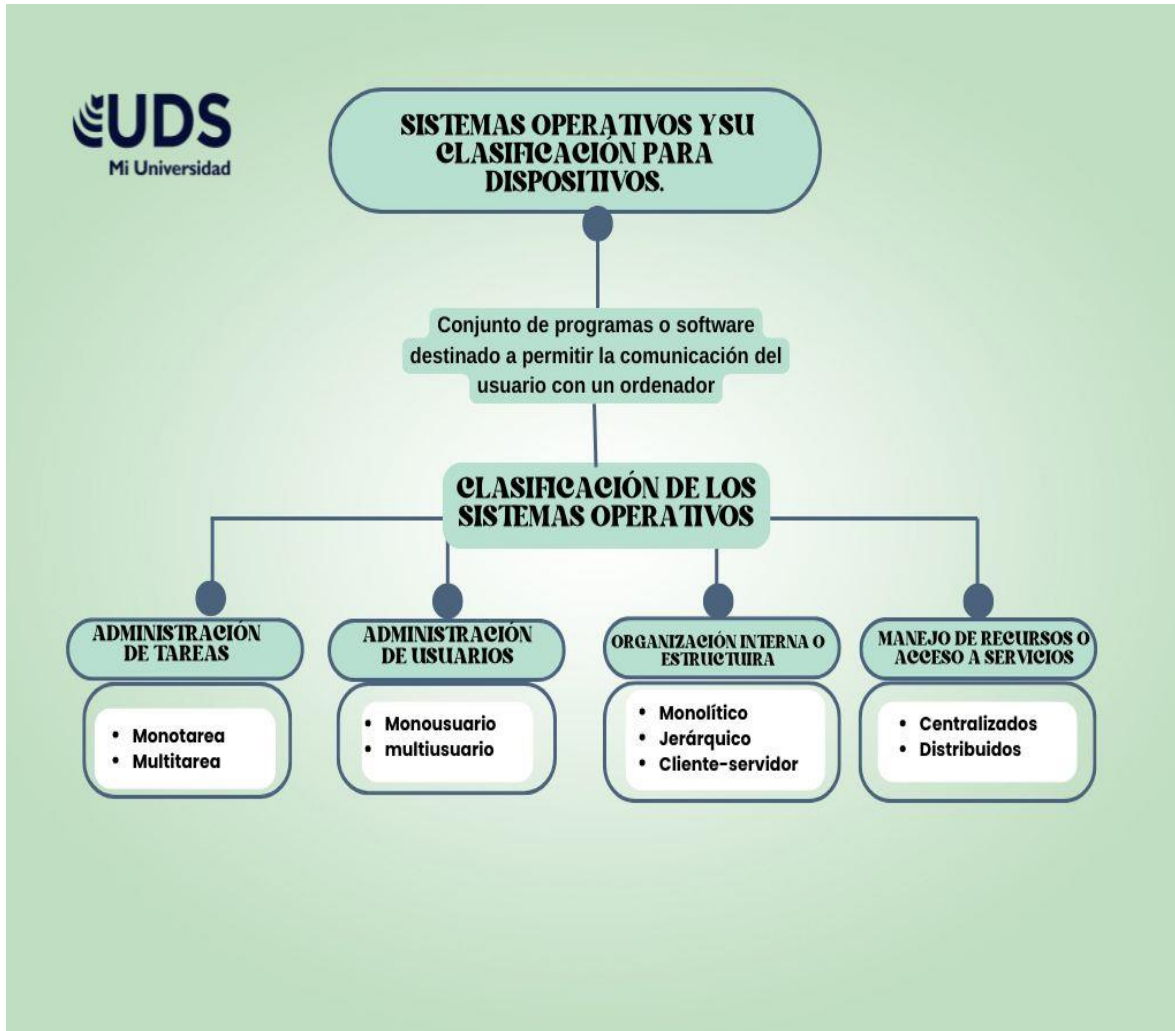 UDS
Mi Universidad
SISTEMAS OPERATIVOS Y SU
CLASIFICACIÓN PARA
DISPOSITIVOS.
Conjunto de programas o software
destinado a permitir la comunicación del
usuario con un ordenador
CLASIFICACIÓN DE LOS
SISTEMAS OPERATIVOS
ADMINISTRACIÓN
DE TAREAS
• Monotarea
• Multitarea
ADMINISTRACIÓN
DE USUARIOS
• Monousuario
• multiusuario
ORGANIZACIÓN INTERNA O
ESTRUCTUIRA
• Monolítico
• Jerárquico
• Cliente-servidor
MANEJO DE RECURSOS O
ACCESO A SERVICIOS
• Centralizados
• Distribuidos